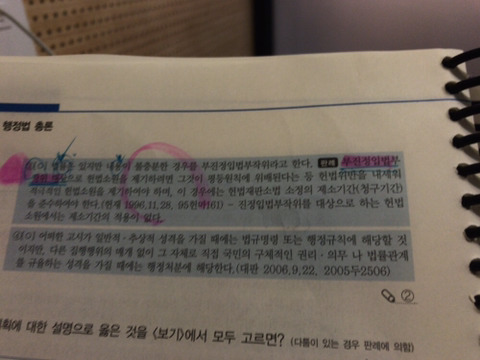 행정법 총론
있지만 내용이 불충분한 경우를 부진정입법부작위라고 한다. 판례 부진정입법부
대상으로 헌법소원을 제기하려면 그것이 평등원칙에 위배된다는 등 헌법위반을 내세워
적극적인 헌법소원을 제기하여야 하며, 이 경우에는 헌법재판소법 소정의 제소기간(청구기간)
을 준수하여야 한다.(헌재 1996.11.28, 95헌마161) - 진정입법부작위를 대상으로 하는 헌법
소원에서는 제소기간의 적용이 없다.
어떠한 고시가 일반적·추상적 성격을 가질 때에는 법규명령 또는 행정규칙에 해당할 것
이지만, 다른 집행행위의 매개 없이 그 자체로 직접 국민의 구체적인 권리·의무나 법률관계
를 규율하는 성격을 가질 때에는 행정처분에 해당한다.(대판 2006.9.22, 2005두2506)
②
획에 대한 설명으로 옳은 것을 〈보기〉에서 모두 고르면? (다툼이 있는 경우 판례에 의함)